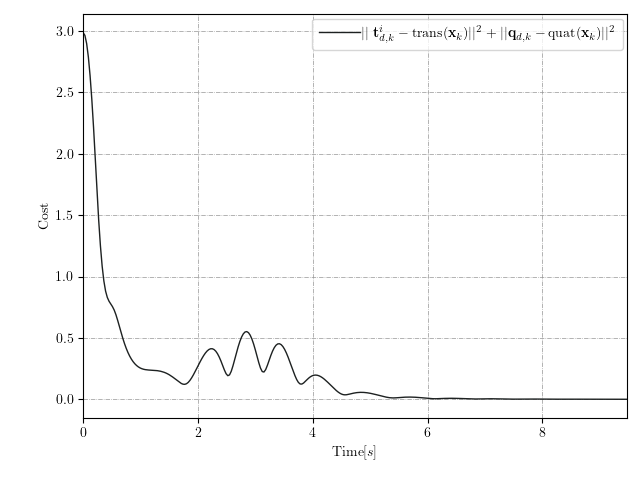 || t^i_{d,k} − trans(x_k)||^2 + ||q_{d,k} − quat(x_k)||^2
3.0
2.5
2.0
1.5
1.0
0.5
0.0
Cost
0 2 4 6 8
Time[s]